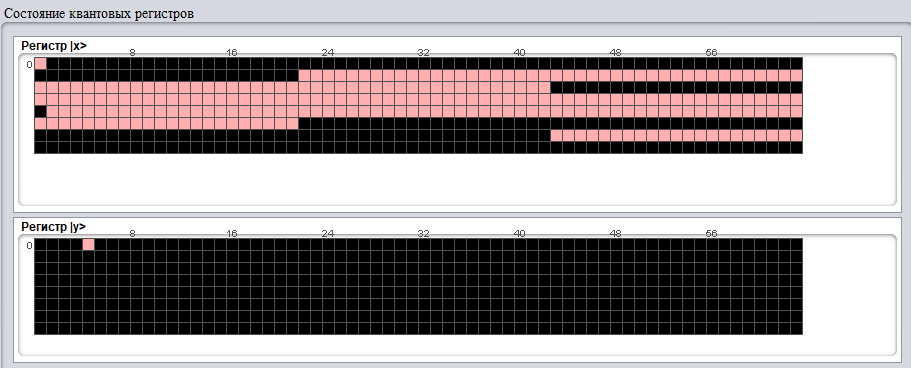 Состояние квантовых регистров
Регистр |x>
8 16 24 32 40 48 56
0
Регистр |y>
8 16 24 32 40 48 56
0